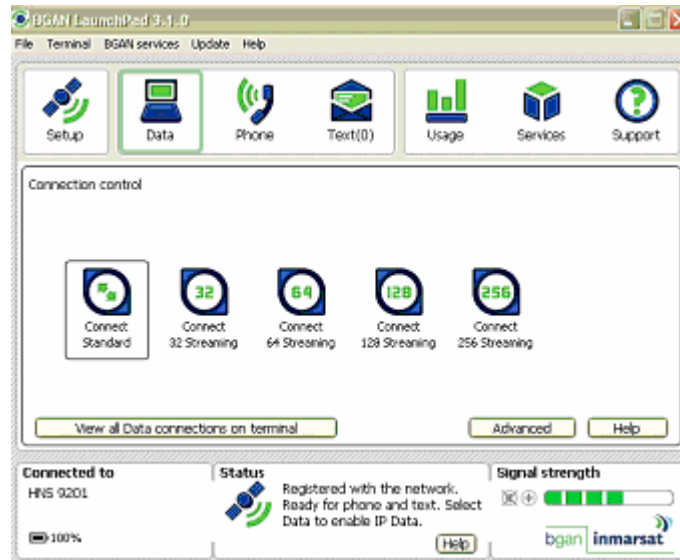 BGAN LaunchPad 3.1.0
File Terminal BGAN services Update Help
Setup Data Phone Text(0) Usage Services Support
Connection control
32 64 128 256
Connect Connect Connect Connect Connect
Standard 32 Streaming 64 Streaming 128 Streaming 256 Streaming
View all Data connections on terminal Advanced Help
Connected to Status Signal strength
HNS 9201
Registered with the network.
Ready for phone and text. Select
Data to enable IP Data.
100% Help
bgan inmarsat